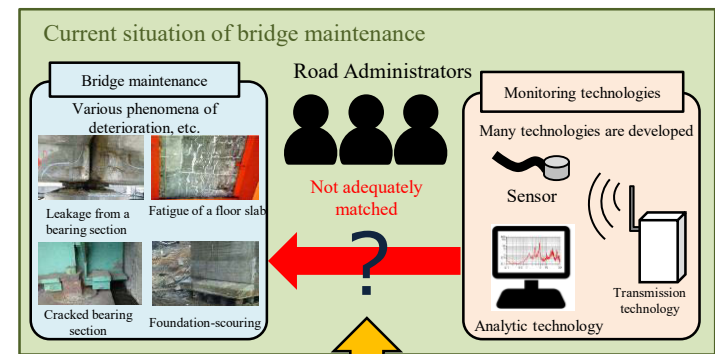 Current situation of bridge maintenance
Bridge maintenance
Various phenomena of
deterioration, etc.
Leakage from a
bearing section
Fatigue of a floor slab
Cracked bearing
section
Foundation-scouring
Road Administrators
Not adequately
matched
?
Monitoring technologies
Many technologies are developed
Sensor
Analytic technology
Transmission
technology